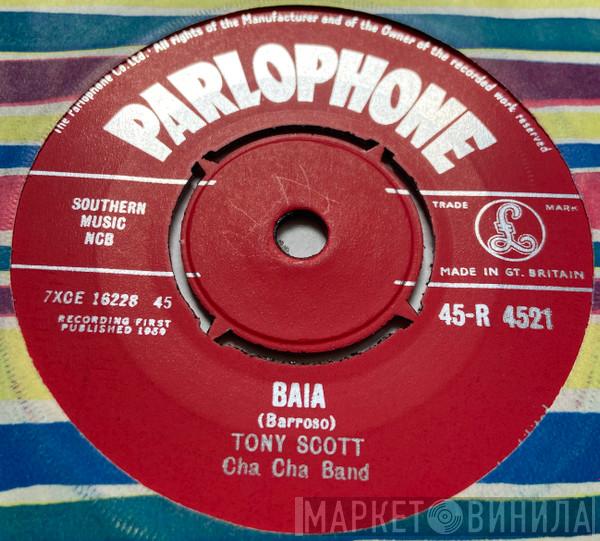 The Parlophone Co.Ltd. All rights of the Manufacturer and of the Owner of the recorded work reserved
PARLOPHONE
SOUTHERN
MUSIC
NCB
TRADE MARK
£
MADE IN GT. BRITAIN
7XCE 16228 45
RECORDING FIRST
PUBLISHED 1959
45-R 4521
BAIA
(Barroso)
TONY SCOTT
Cha Cha Band
МАРКЕТ ВИНИЛА